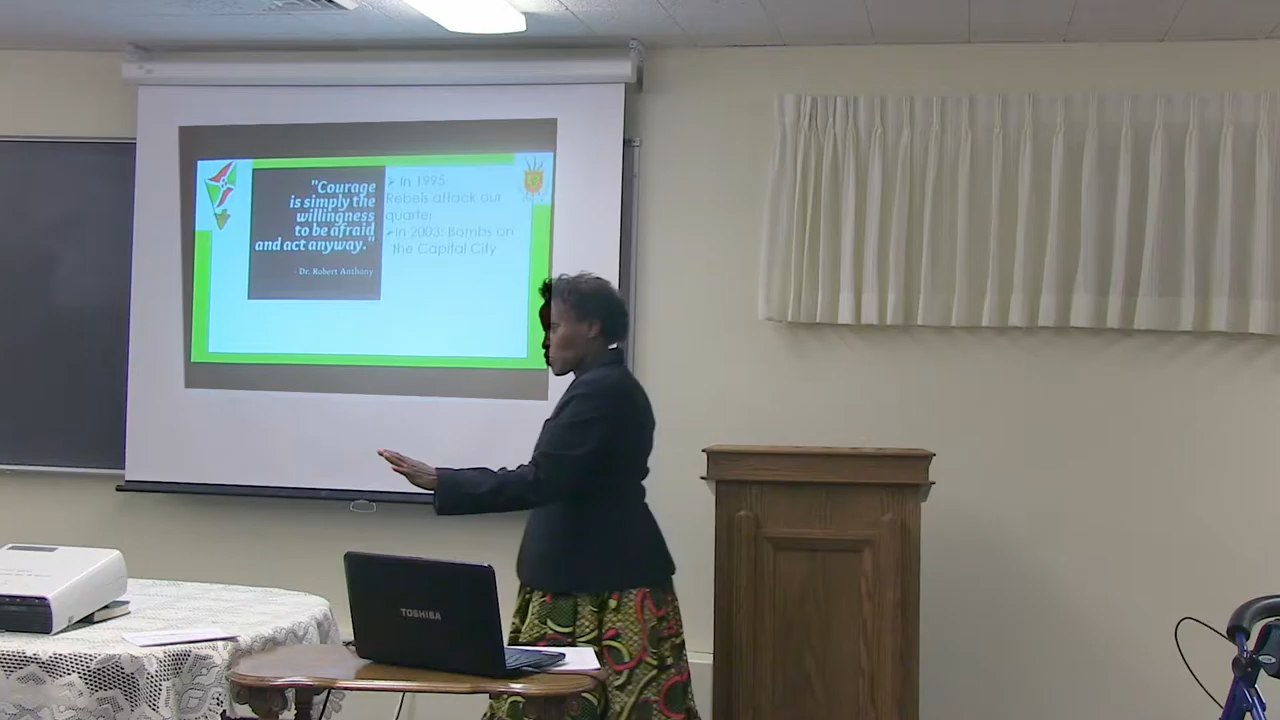 "Courage
is simply the
willingness
to be afraid
and act anyway."
- Dr. Robert Anthony
➢ In 1995
Rebels attack our
quarter
➢In 2003: Bombs on
the Capital City
TOSHIBA